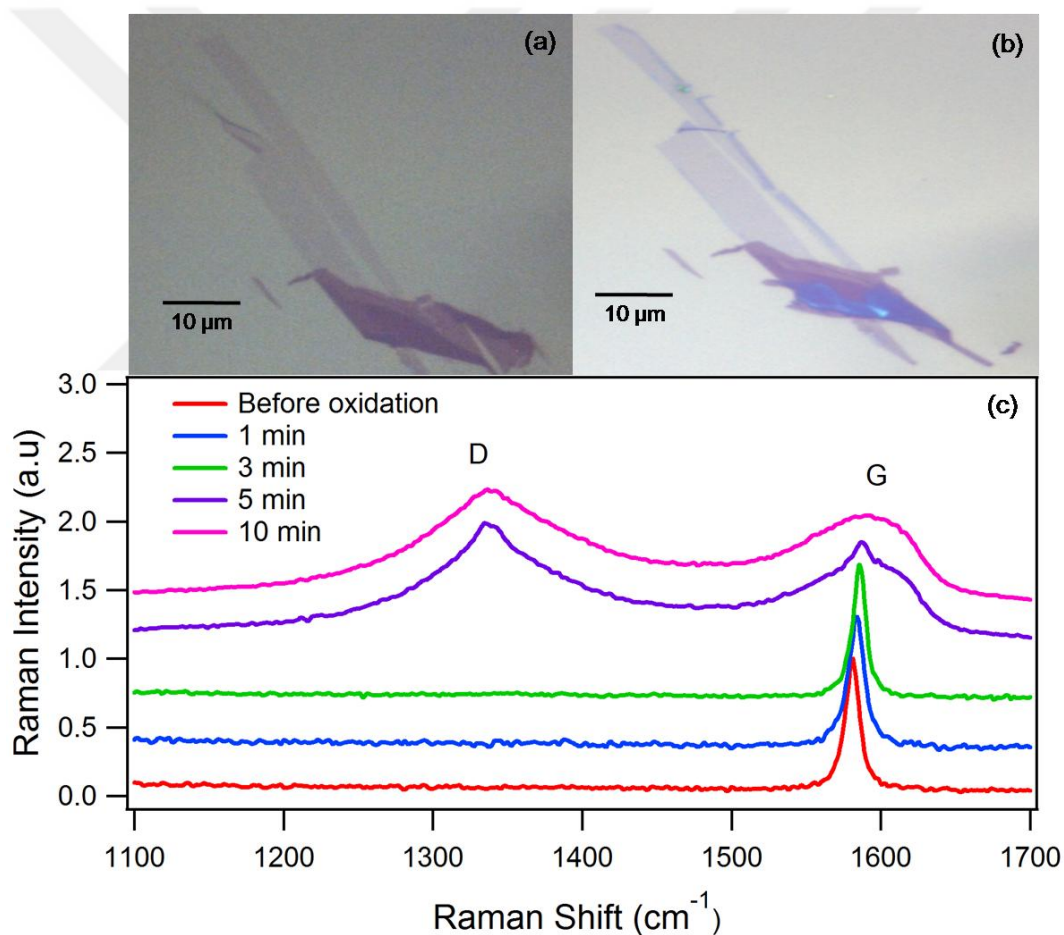 (a)
(b)
10 µm
10 µm
(c)
Before oxidation
1 min
3 min
5 min
10 min
D
G
3.0
2.5
2.0
1.5
1.0
0.5
0.0
Raman Intensity (a.u)
1100 1200 1300 1400 1500 1600 1700
Raman Shift (cm⁻¹)